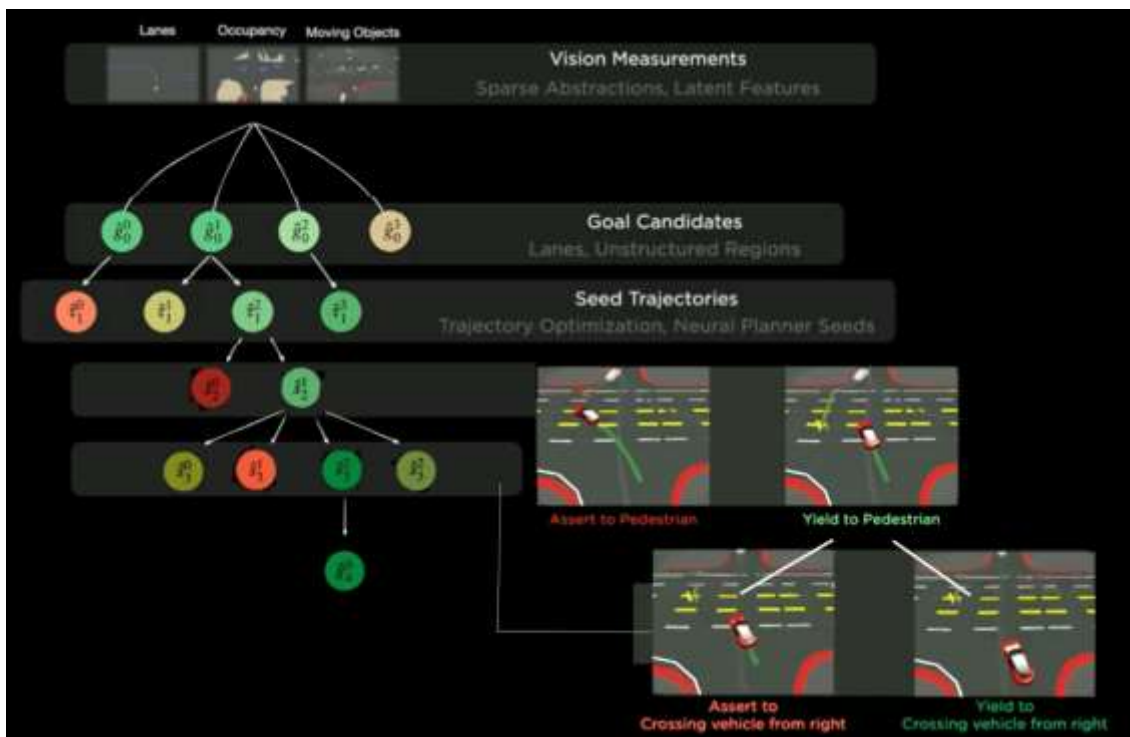 Lanes Occupancy Moving Objects
Vision Measurements
Sparse Abstractions, Latent Features
Goal Candidates
Lanes, Unstructured Regions
Seed Trajectories
Trajectory Optimization, Neural Planner Seeds
Assert to Pedestrian
Yield to Pedestrian
Assert to
Crossing vehicle from right
Yield to
Crossing vehicle from right